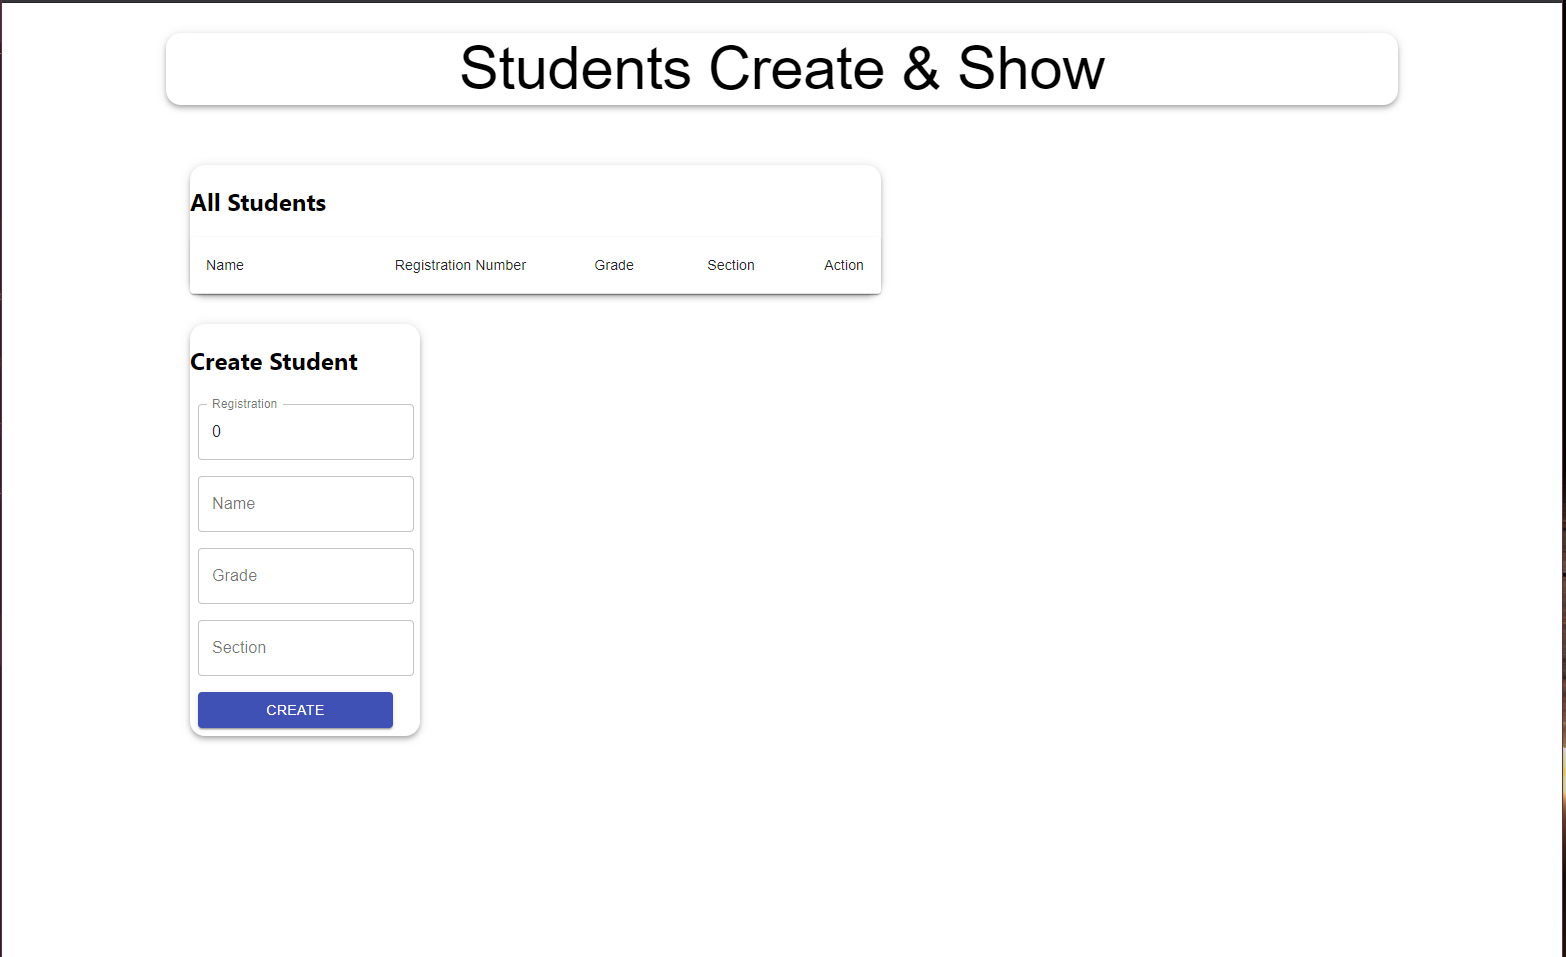 Students Create & Show
All Students
Name Registration Number Grade Section Action
Create Student
Registration
0
Name
Grade
Section
CREATE